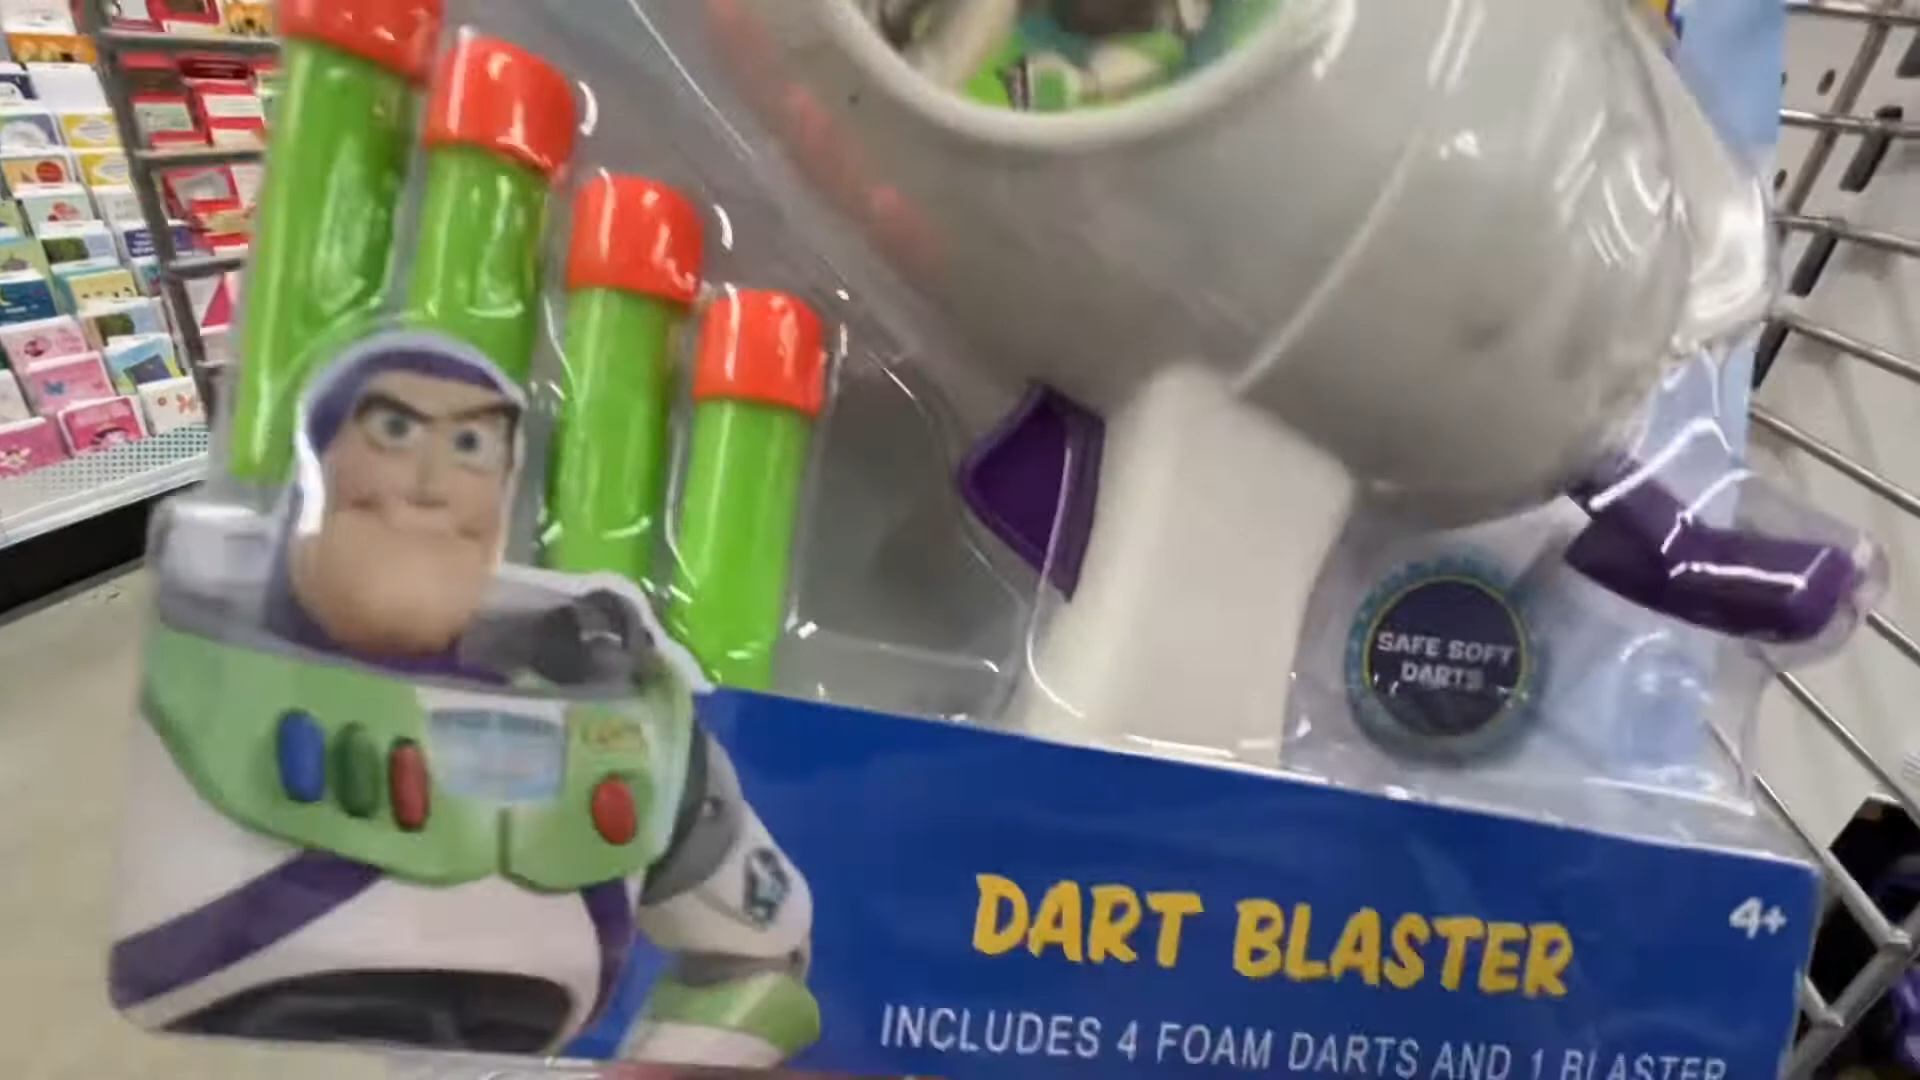 SAFE SOFT
DARTS
DART BLASTER
4+
INCLUDES 4 FOAM DARTS AND 1 BLASTER